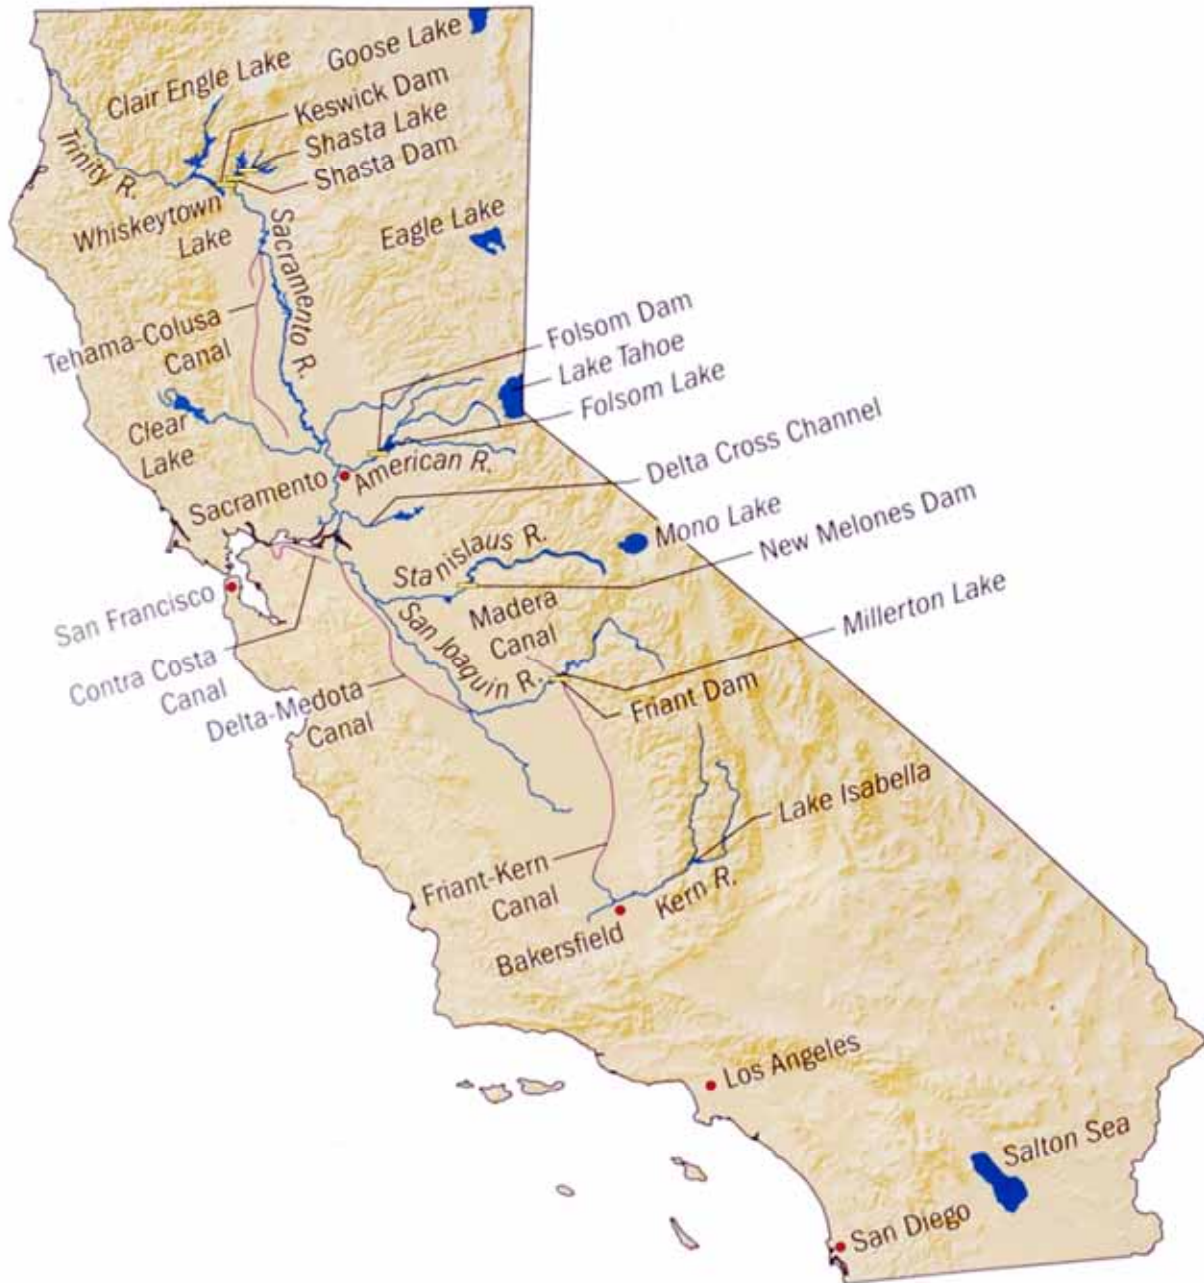 Goose Lake
Clair Engle Lake
Keswick Dam
Shasta Lake
Shasta Dam
Trinity R.
Whiskeytown
Lake
Sacramento R.
Eagle Lake
Tehama-Colusa
Canal
Folsom Dam
Lake Tahoe
Folsom Lake
Clear
Lake
Delta Cross Channel
Sacramento
American R.
Mono Lake
New Melones Dam
Stanislaus R.
San Francisco
Madera
Canal
Millerton Lake
San Joaquin R.
Contra Costa
Canal
Delta-Medota
Canal
Friant Dam
Lake Isabella
Friant-Kern
Canal
Kern R.
Bakersfield
Los Angeles
Salton Sea
San Diego